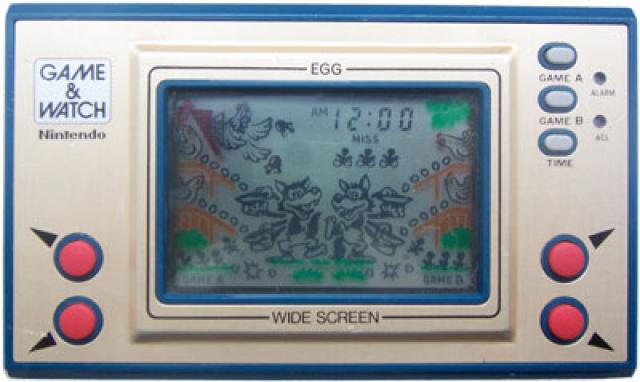 GAME
&
WATCH
Nintendo
EGG
AM 12:00
MISS
GAME A
GAME B
WIDE SCREEN
GAME A
ALARM
GAME B
ACL
TIME